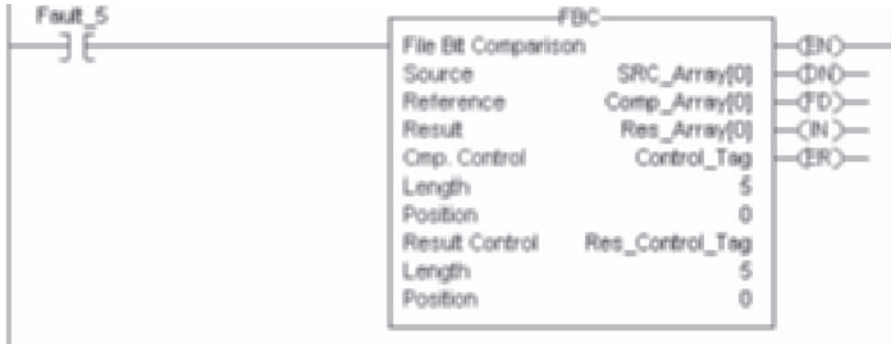 Fault_5
FBC
File Bit Comparison
Source SRC_Array[0]
Reference Comp_Array[0]
Result Res_Array[0]
Cmp. Control Control_Tag
Length 5
Position 0
Result Control Res_Control_Tag
Length 5
Position 0
EN
DN
FD
IN
ER